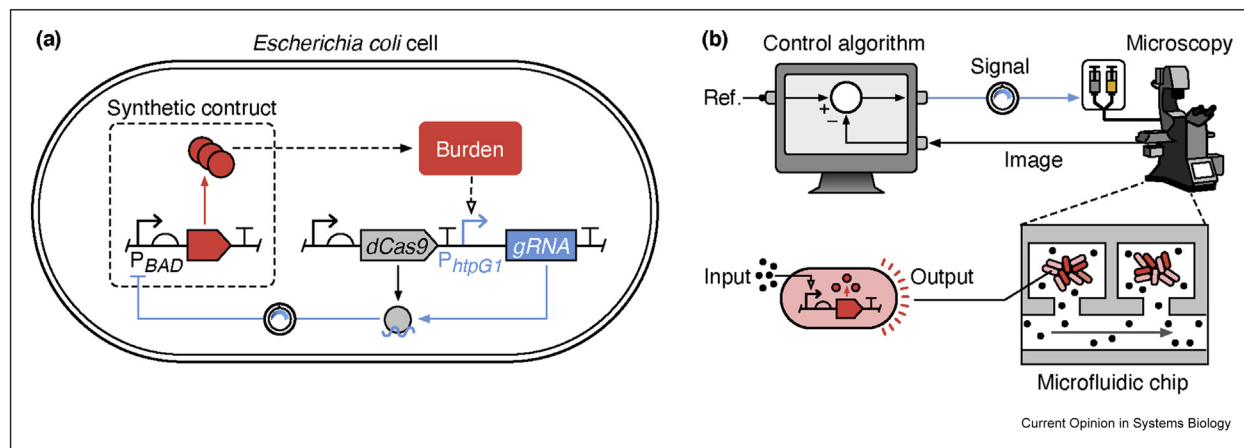 (a)
Escherichia coli cell
Synthetic contruct
Burden
dCas9
gRNA
PBAD
PhtpG1
(b)
Control algorithm
Microscopy
Signal
Ref.
+
−
Image
Input
Output
Microfluidic chip
Current Opinion in Systems Biology